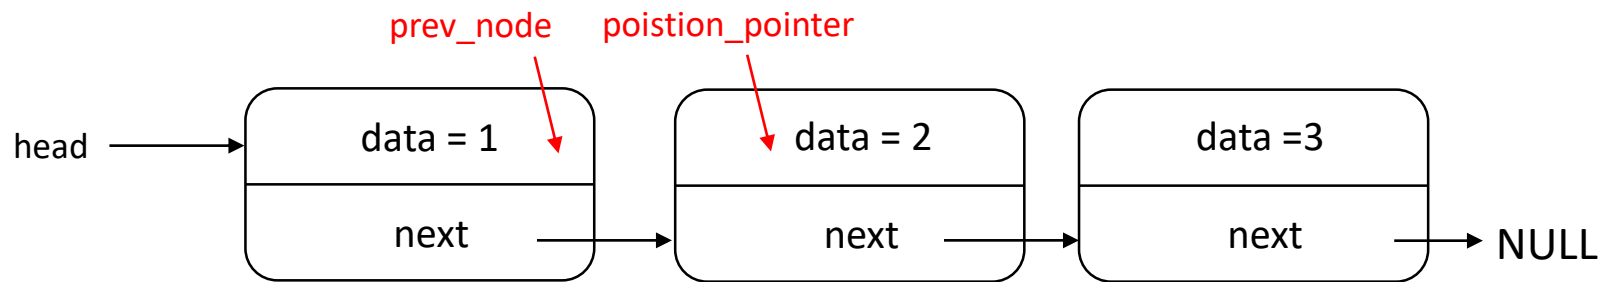 prev_node poistion_pointer
head
data = 1
data = 2
data =3
next
next
next
NULL